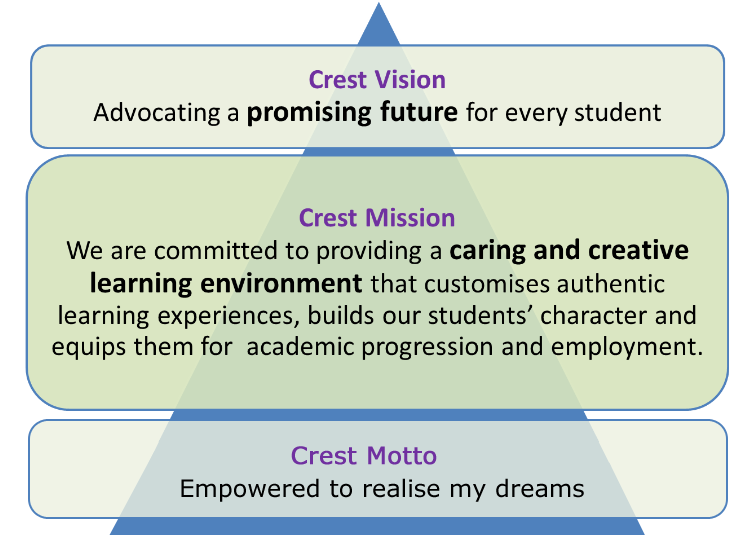 Crest Vision
Advocating a promising future for every student
Crest Mission
We are committed to providing a caring and creative
learning environment that customises authentic
learning experiences, builds our students’ character and
equips them for  academic progression and employment.
Crest Motto
Empowered to realise my dreams